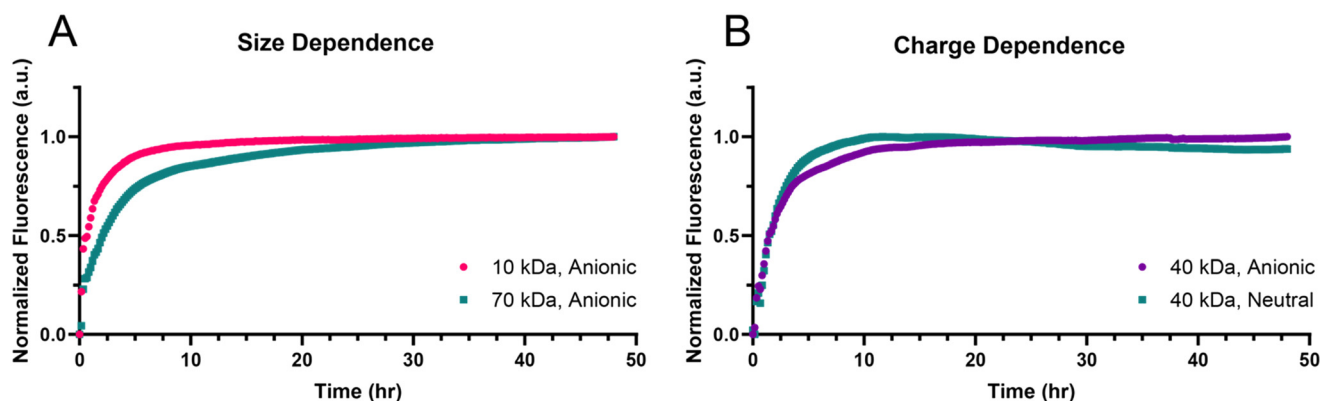 A
Size Dependence
Normalized Fluorescence (a.u.)
1.0
0.5
0.0
10 kDa, Anionic
70 kDa, Anionic
0
10
20
30
40
50
Time (hr)
B
Charge Dependence
Normalized Fluorescence (a.u.)
1.0
0.5
0.0
40 kDa, Anionic
40 kDa, Neutral
0
10
20
30
40
50
Time (hr)